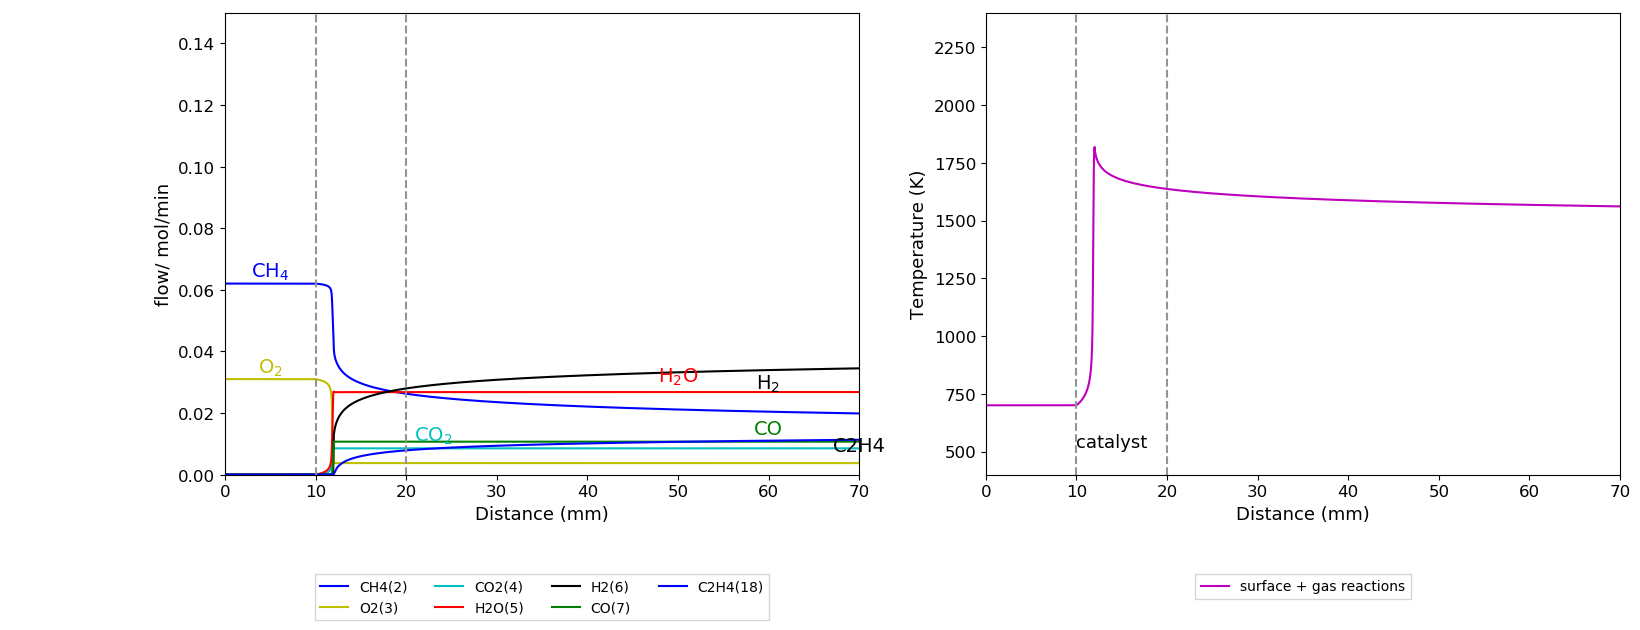 0.14
0.12
0.10
0.08
0.06
0.04
0.02
0.00
flow/ mol/min
CH₄
O₂
CO₂
H₂O
H₂
CO
C2H4
0 10 20 30 40 50 60 70
Distance (mm)
CH4(2) CO2(4) H2(6) C2H4(18)
O2(3) H2O(5) CO(7)
2250
2000
1750
1500
1250
1000
750
500
Temperature (K)
catalyst
0 10 20 30 40 50 60 70
Distance (mm)
surface + gas reactions